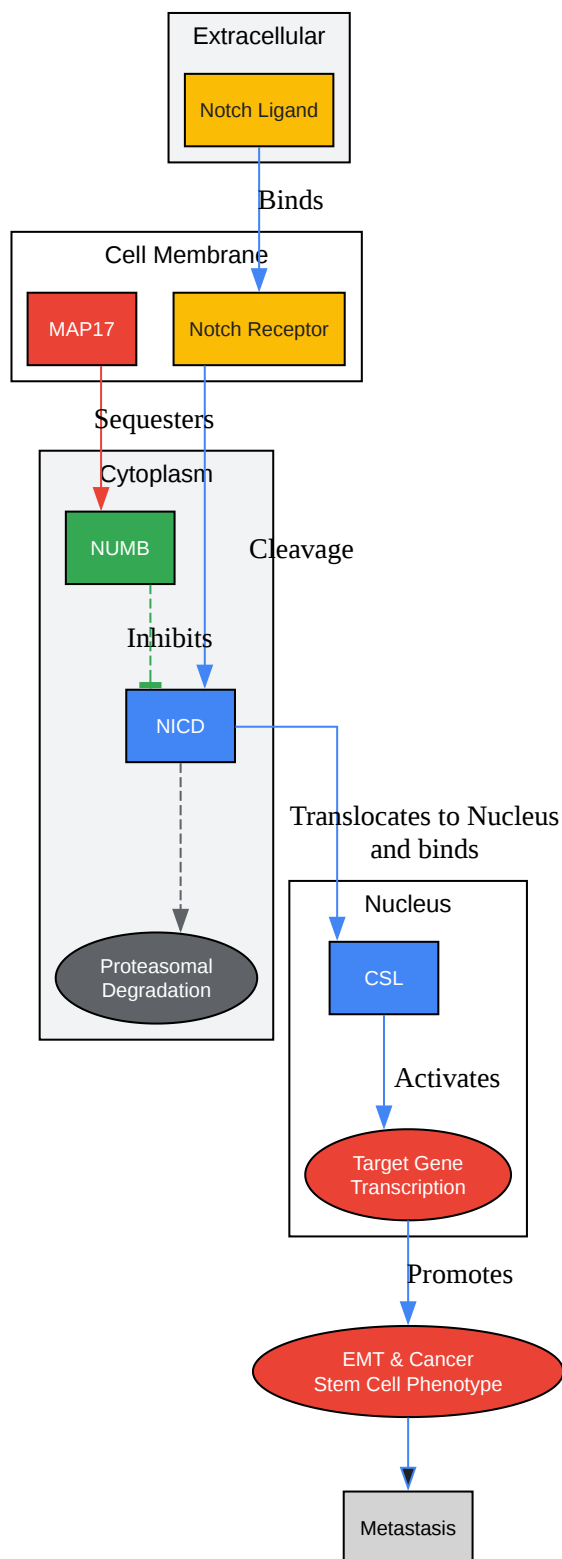 Extracellular
Notch Ligand
Binds
Cell Membrane
MAP17
Notch Receptor
Sequesters
Cytoplasm
NUMB
Cleavage
Inhibits
NICD
Translocates to Nucleus
and binds
Nucleus
Proteasomal
Degradation
CSL
Activates
Target Gene
Transcription
Promotes
EMT & Cancer
Stem Cell Phenotype
Metastasis